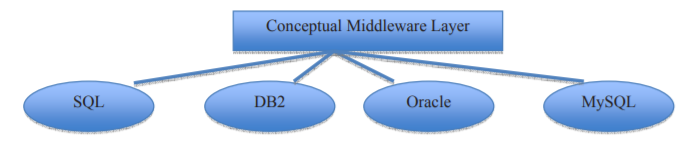 Conceptual Middleware Layer
SQL
DB2
Oracle
MySQL